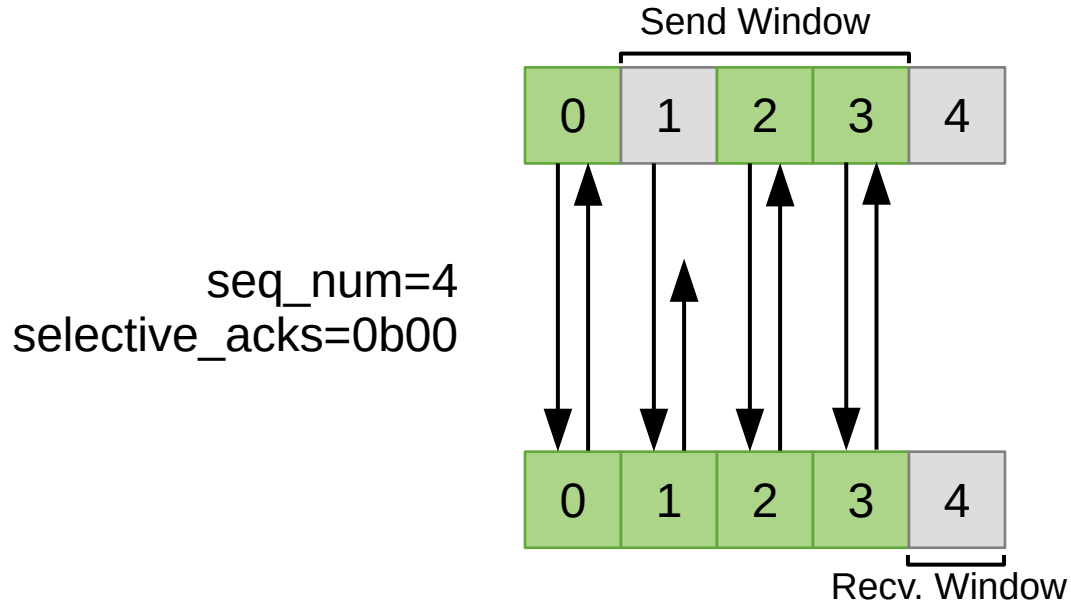 Send Window
0 1 2 3 4
seq_num=4
selective_acks=0b00
0 1 2 3 4
Recv. Window